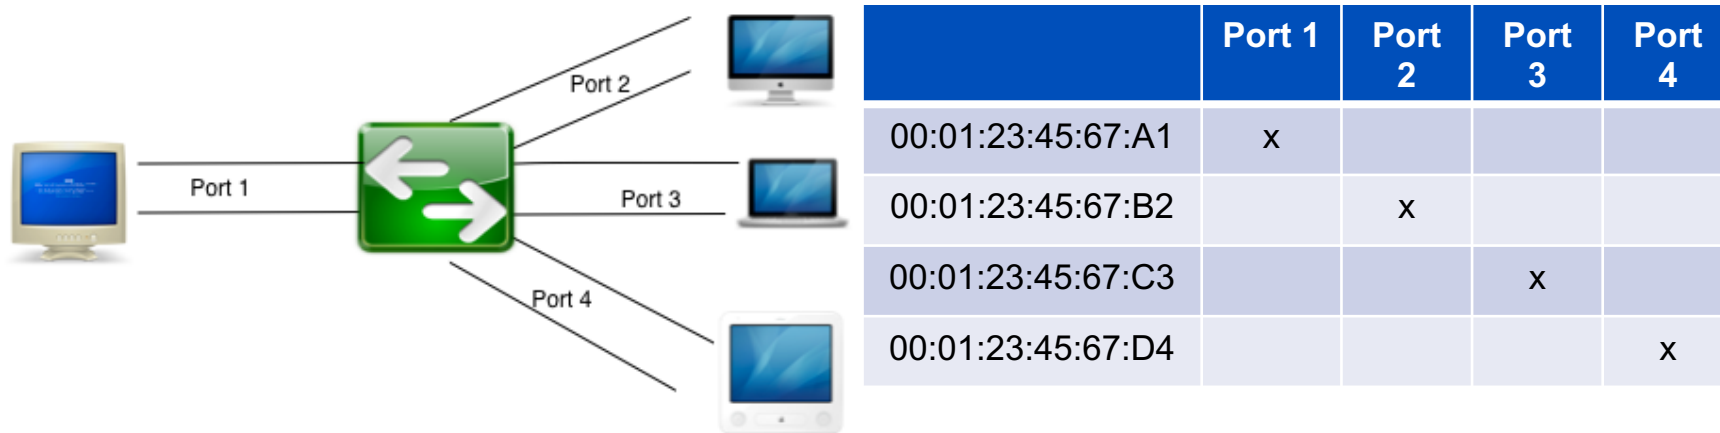 Port 1
Port 2
Port 3
Port 4
Port 1 Port 2 Port 3 Port 4
00:01:23:45:67:A1 x
00:01:23:45:67:B2 x
00:01:23:45:67:C3 x
00:01:23:45:67:D4 x